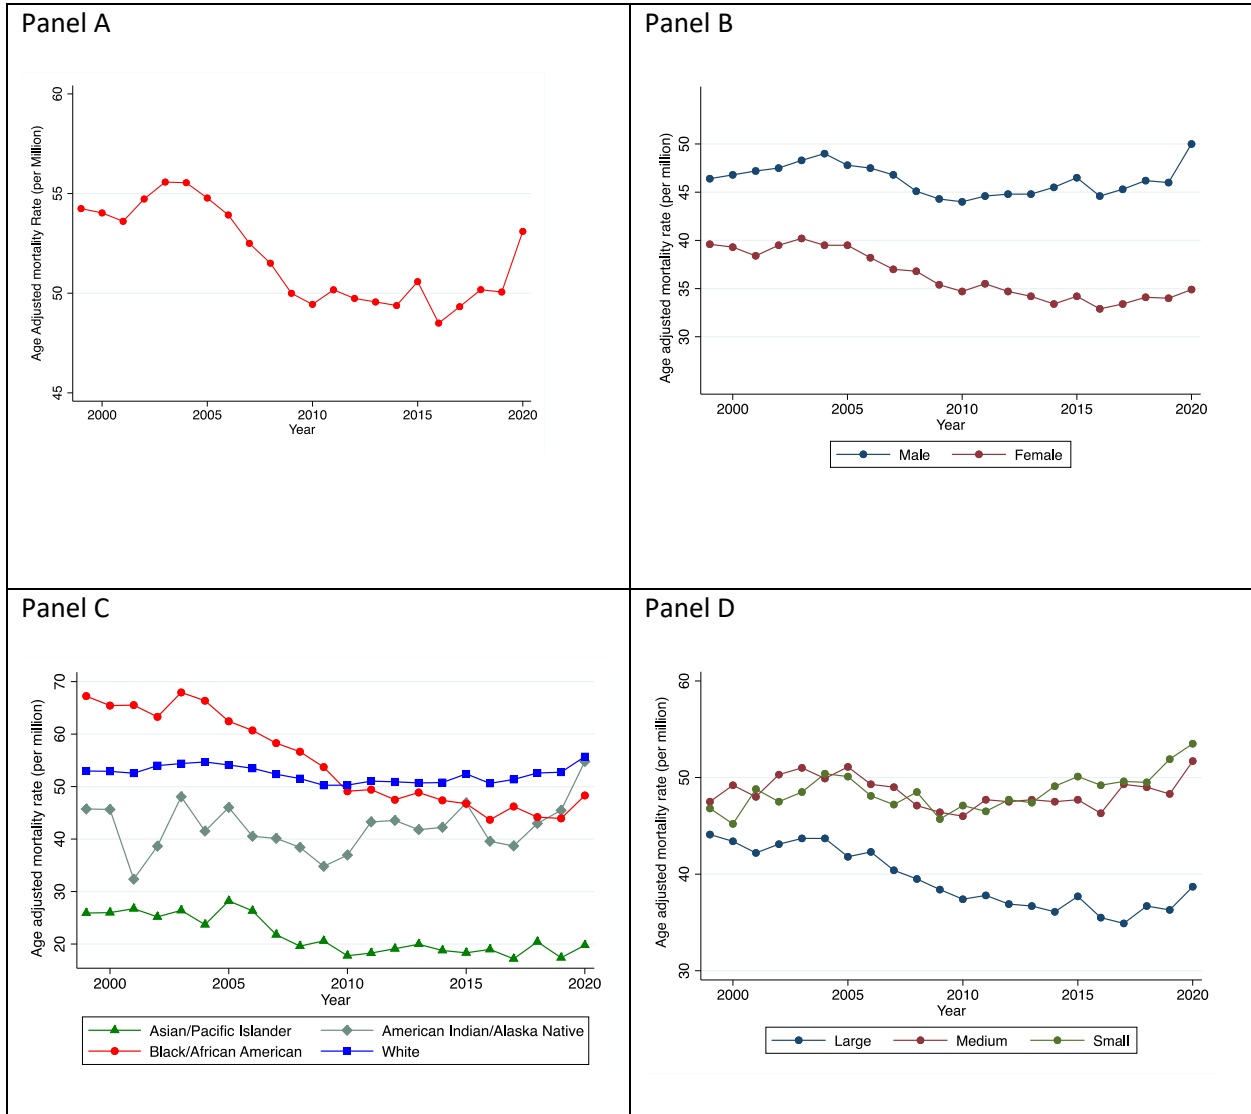 Panel A
Age Adjusted mortality Rate (per Million)
60
55
50
45
2000 2005 2010 2015 2020
Year
Panel B
Age adjusted mortality rate (per million)
50
45
40
35
30
2000 2005 2010 2015 2020
Year
Male Female
Panel C
Age adjusted mortality rate (per million)
70
60
50
40
30
20
2000 2005 2010 2015 2020
Year
Asian/Pacific Islander American Indian/Alaska Native
Black/African American White
Panel D
Age adjusted mortality rate (per million)
60
50
40
30
2000 2005 2010 2015 2020
Year
Large Medium Small